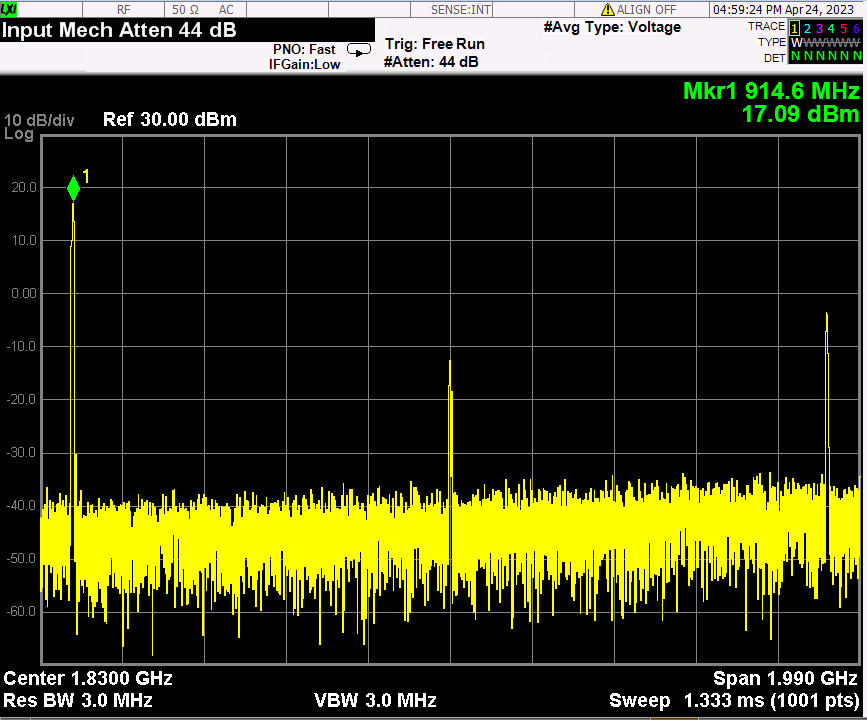 LXI RF 50 Ω AC SENSE:INT ALIGN OFF 04:59:24 PM Apr 24, 2023
Input Mech Atten 44 dB
PNO: Fast
IFGain:Low
Trig: Free Run
#Atten: 44 dB
#Avg Type: Voltage
TRACE 1 2 3 4 5 6
TYPE W W W W W W
DET N N N N N N
Mkr1 914.6 MHz
17.09 dBm
10 dB/div Ref 30.00 dBm
Log
1
20.0
10.0
0.00
-10.0
-20.0
-30.0
-40.0
-50.0
-60.0
Center 1.8300 GHz Span 1.990 GHz
Res BW 3.0 MHz VBW 3.0 MHz Sweep 1.333 ms (1001 pts)